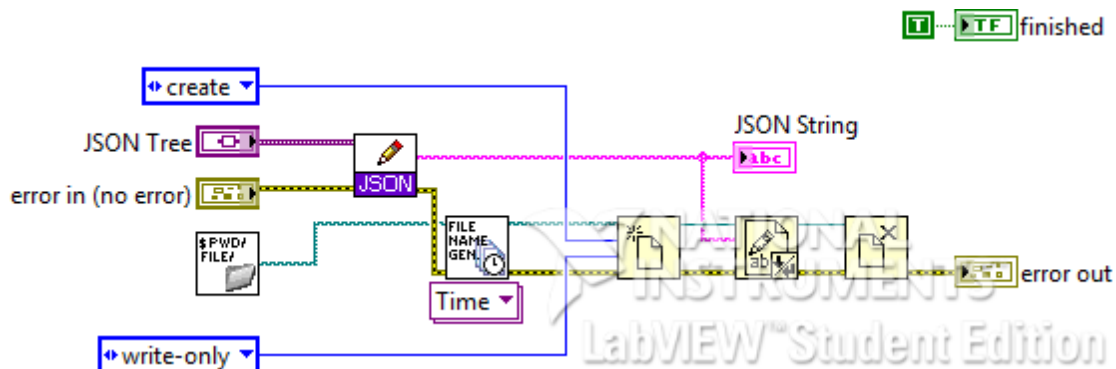 T TF finished
create
JSON Tree
JSON
JSON String
abc
error in (no error)
$PWD/
FILE/
FILE
NAME
GEN
Time
ab
error out
write-only
NATIONAL
INSTRUMENTS
LabVIEW™ Student Edition